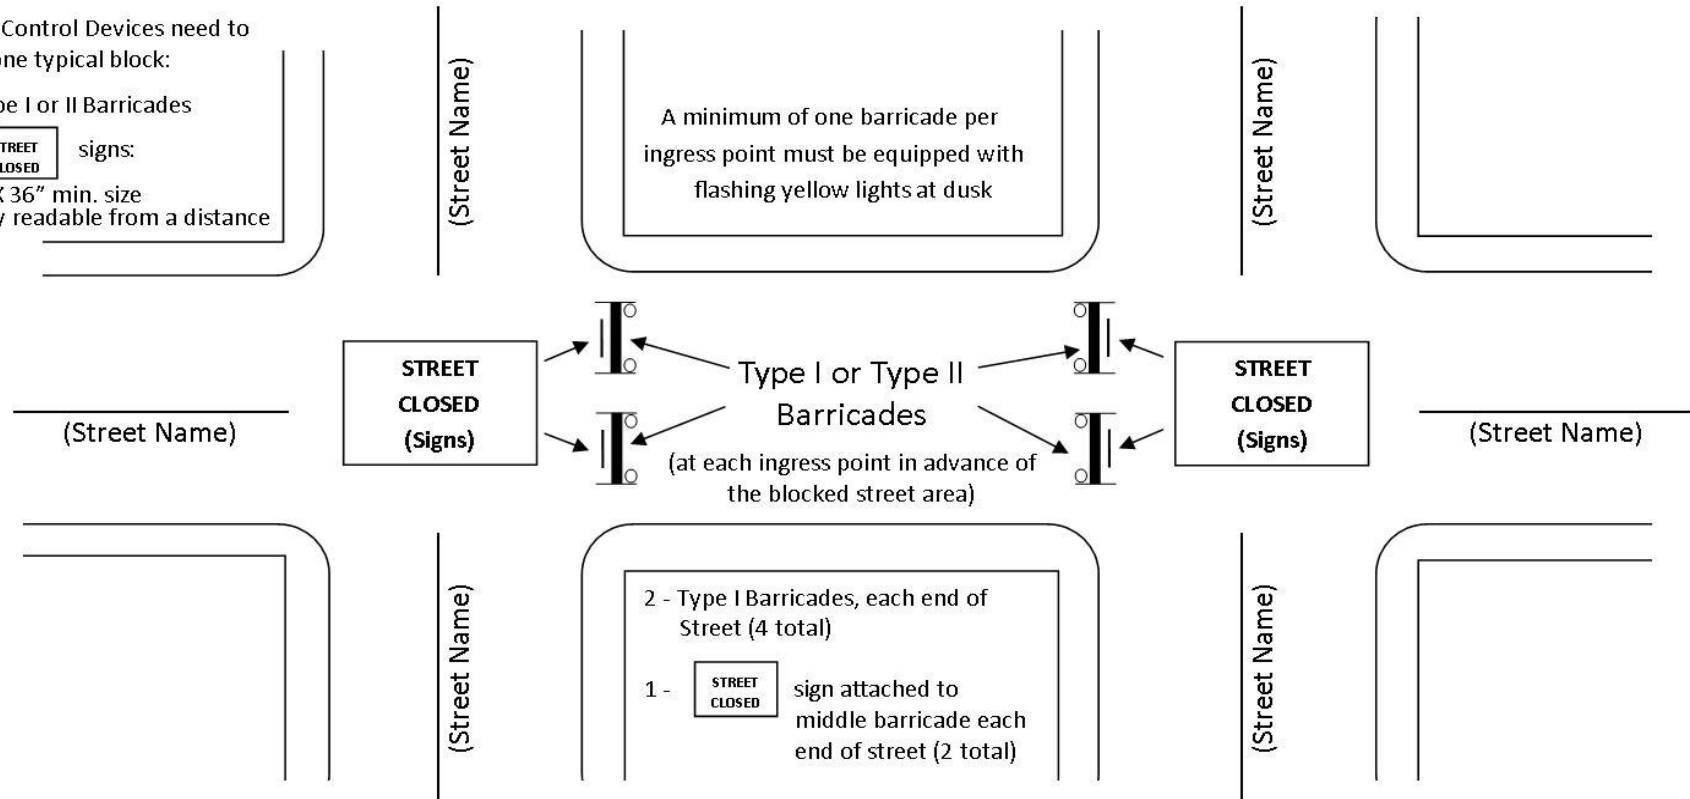 Control Devices need to
one typical block:
I or II Barricades
signs:
X 36” min. size
readable from a distance
(Street Name)
A minimum of one barricade per
ingress point must be equipped with
flashing yellow lights at dusk
(Street Name)
STREET
CLOSED
(Signs)
Type I or Type II
Barricades
(at each ingress point in advance of
the blocked street area)
STREET
CLOSED
(Signs)
(Street Name)
(Street Name)
(Street Name)
2 - Type I Barricades, each end of
Street (4 total)
1 -
STREET
CLOSED
sign attached to
middle barricade each
end of street (2 total)
(Street Name)